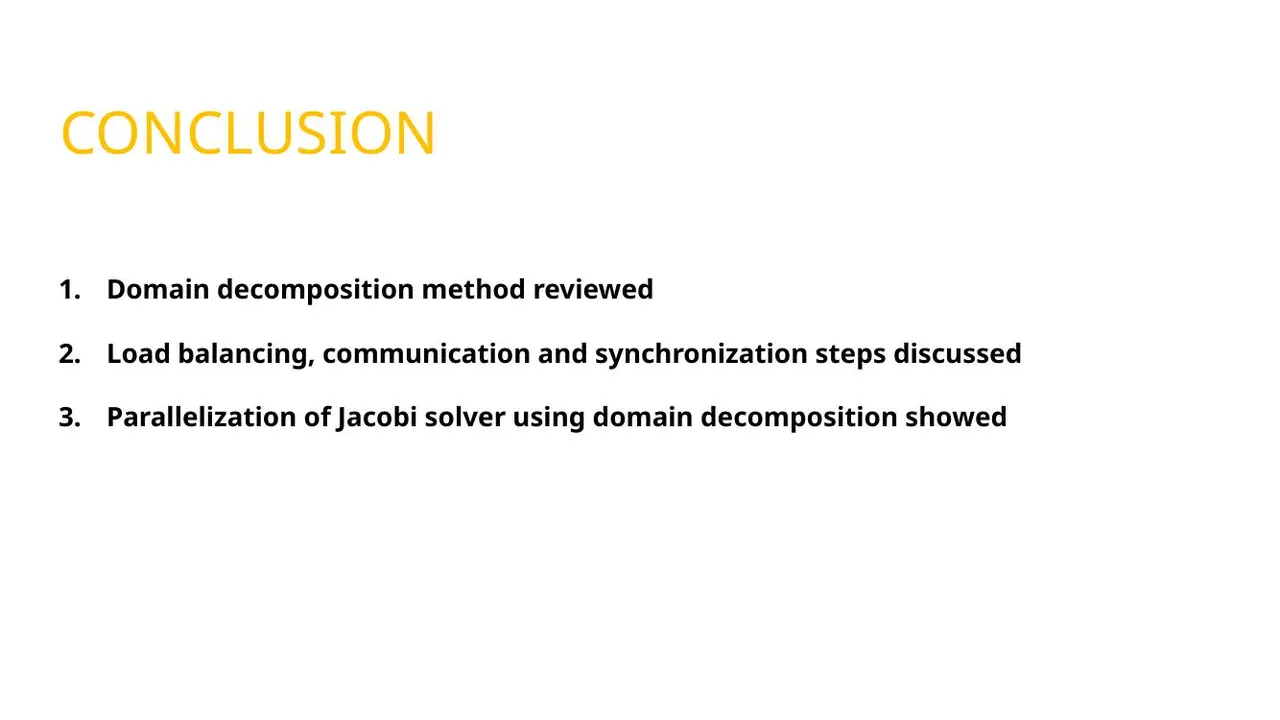 CONCLUSION
1. Domain decomposition method reviewed
2. Load balancing, communication and synchronization steps discussed
3. Parallelization of Jacobi solver using domain decomposition showed